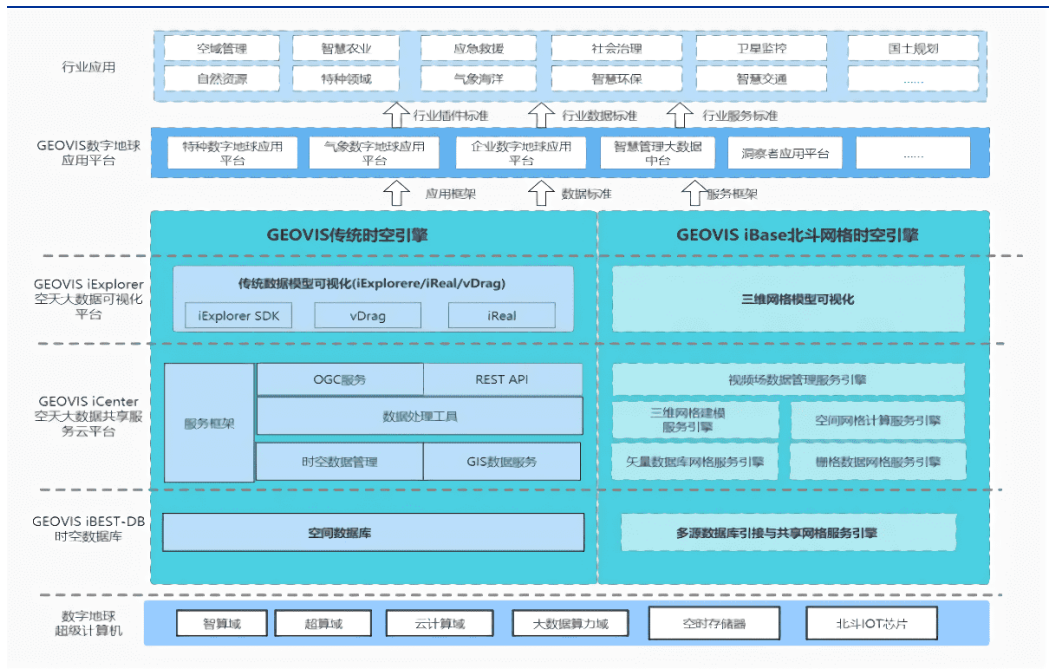 行业应用
空域管理 智慧农业 应急救援 社会治理 卫星监控 国土规划
自然资源 特种领域 气象海洋 智慧环保 智慧交通 ......
行业插件标准 行业数据标准 行业服务标准
GEOVIS数字地球
应用平台
特种数字地球应用
平台
气象数字地球应用
平台
企业数字地球应用
平台
智慧管理大数据
中台
洞察者应用平台
......
应用框架 数据标准 服务框架
GEOVIS传统时空引擎
GEOVIS iBase北斗网格时空引擎
GEOVIS iExplorer
空天大数据可视化
平台
传统数据模型可视化(iExplorere/iReal/vDrag)
iExplorer SDK vDrag iReal
三维网格模型可视化
GEOVIS iCenter
空天大数据共享服
务云平台
服务框架
OGC服务 REST API
数据处理工具
时空数据管理 GIS数据服务
视频场数据管理服务引擎
三维网格建模
服务引擎
空间网格计算服务引擎
矢量数据库网格服务引擎 栅格数据网格服务引擎
GEOVIS iBEST-DB
时空数据库
空间数据库
多源数据库引接与共享网格服务引擎
数字地球
超级计算机
智算域 超算域 云计算域 大数据算力域 空时存储器 北斗IOT芯片